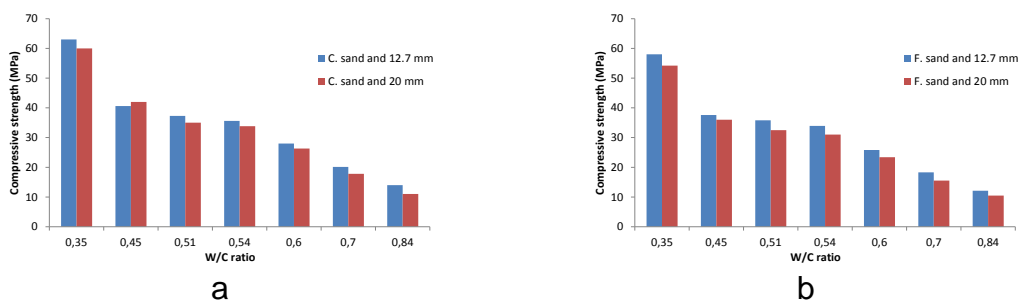 70
60
50
40
30
20
10
0
Compressive strength (MPa)
C. sand and 12.7 mm
C. sand and 20 mm
0,35 0,45 0,51 0,54 0,6 0,7 0,84
W/C ratio
a
70
60
50
40
30
20
10
0
Compressive strength (MPa)
F. sand and 12.7 mm
F. sand and 20 mm
0,35 0,45 0,51 0,54 0,6 0,7 0,84
W/C ratio
b